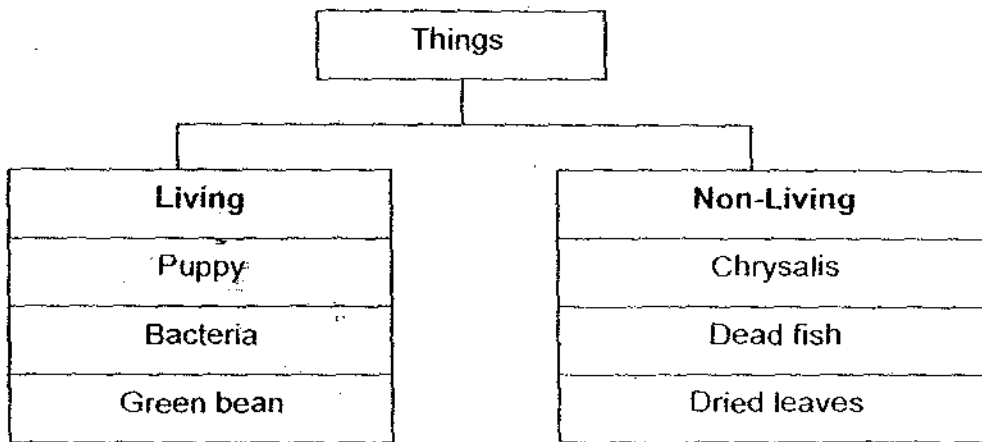 Things
Living
Non-Living
Puppy
Chrysalis
Bacteria
Dead fish
Green bean
Dried leaves